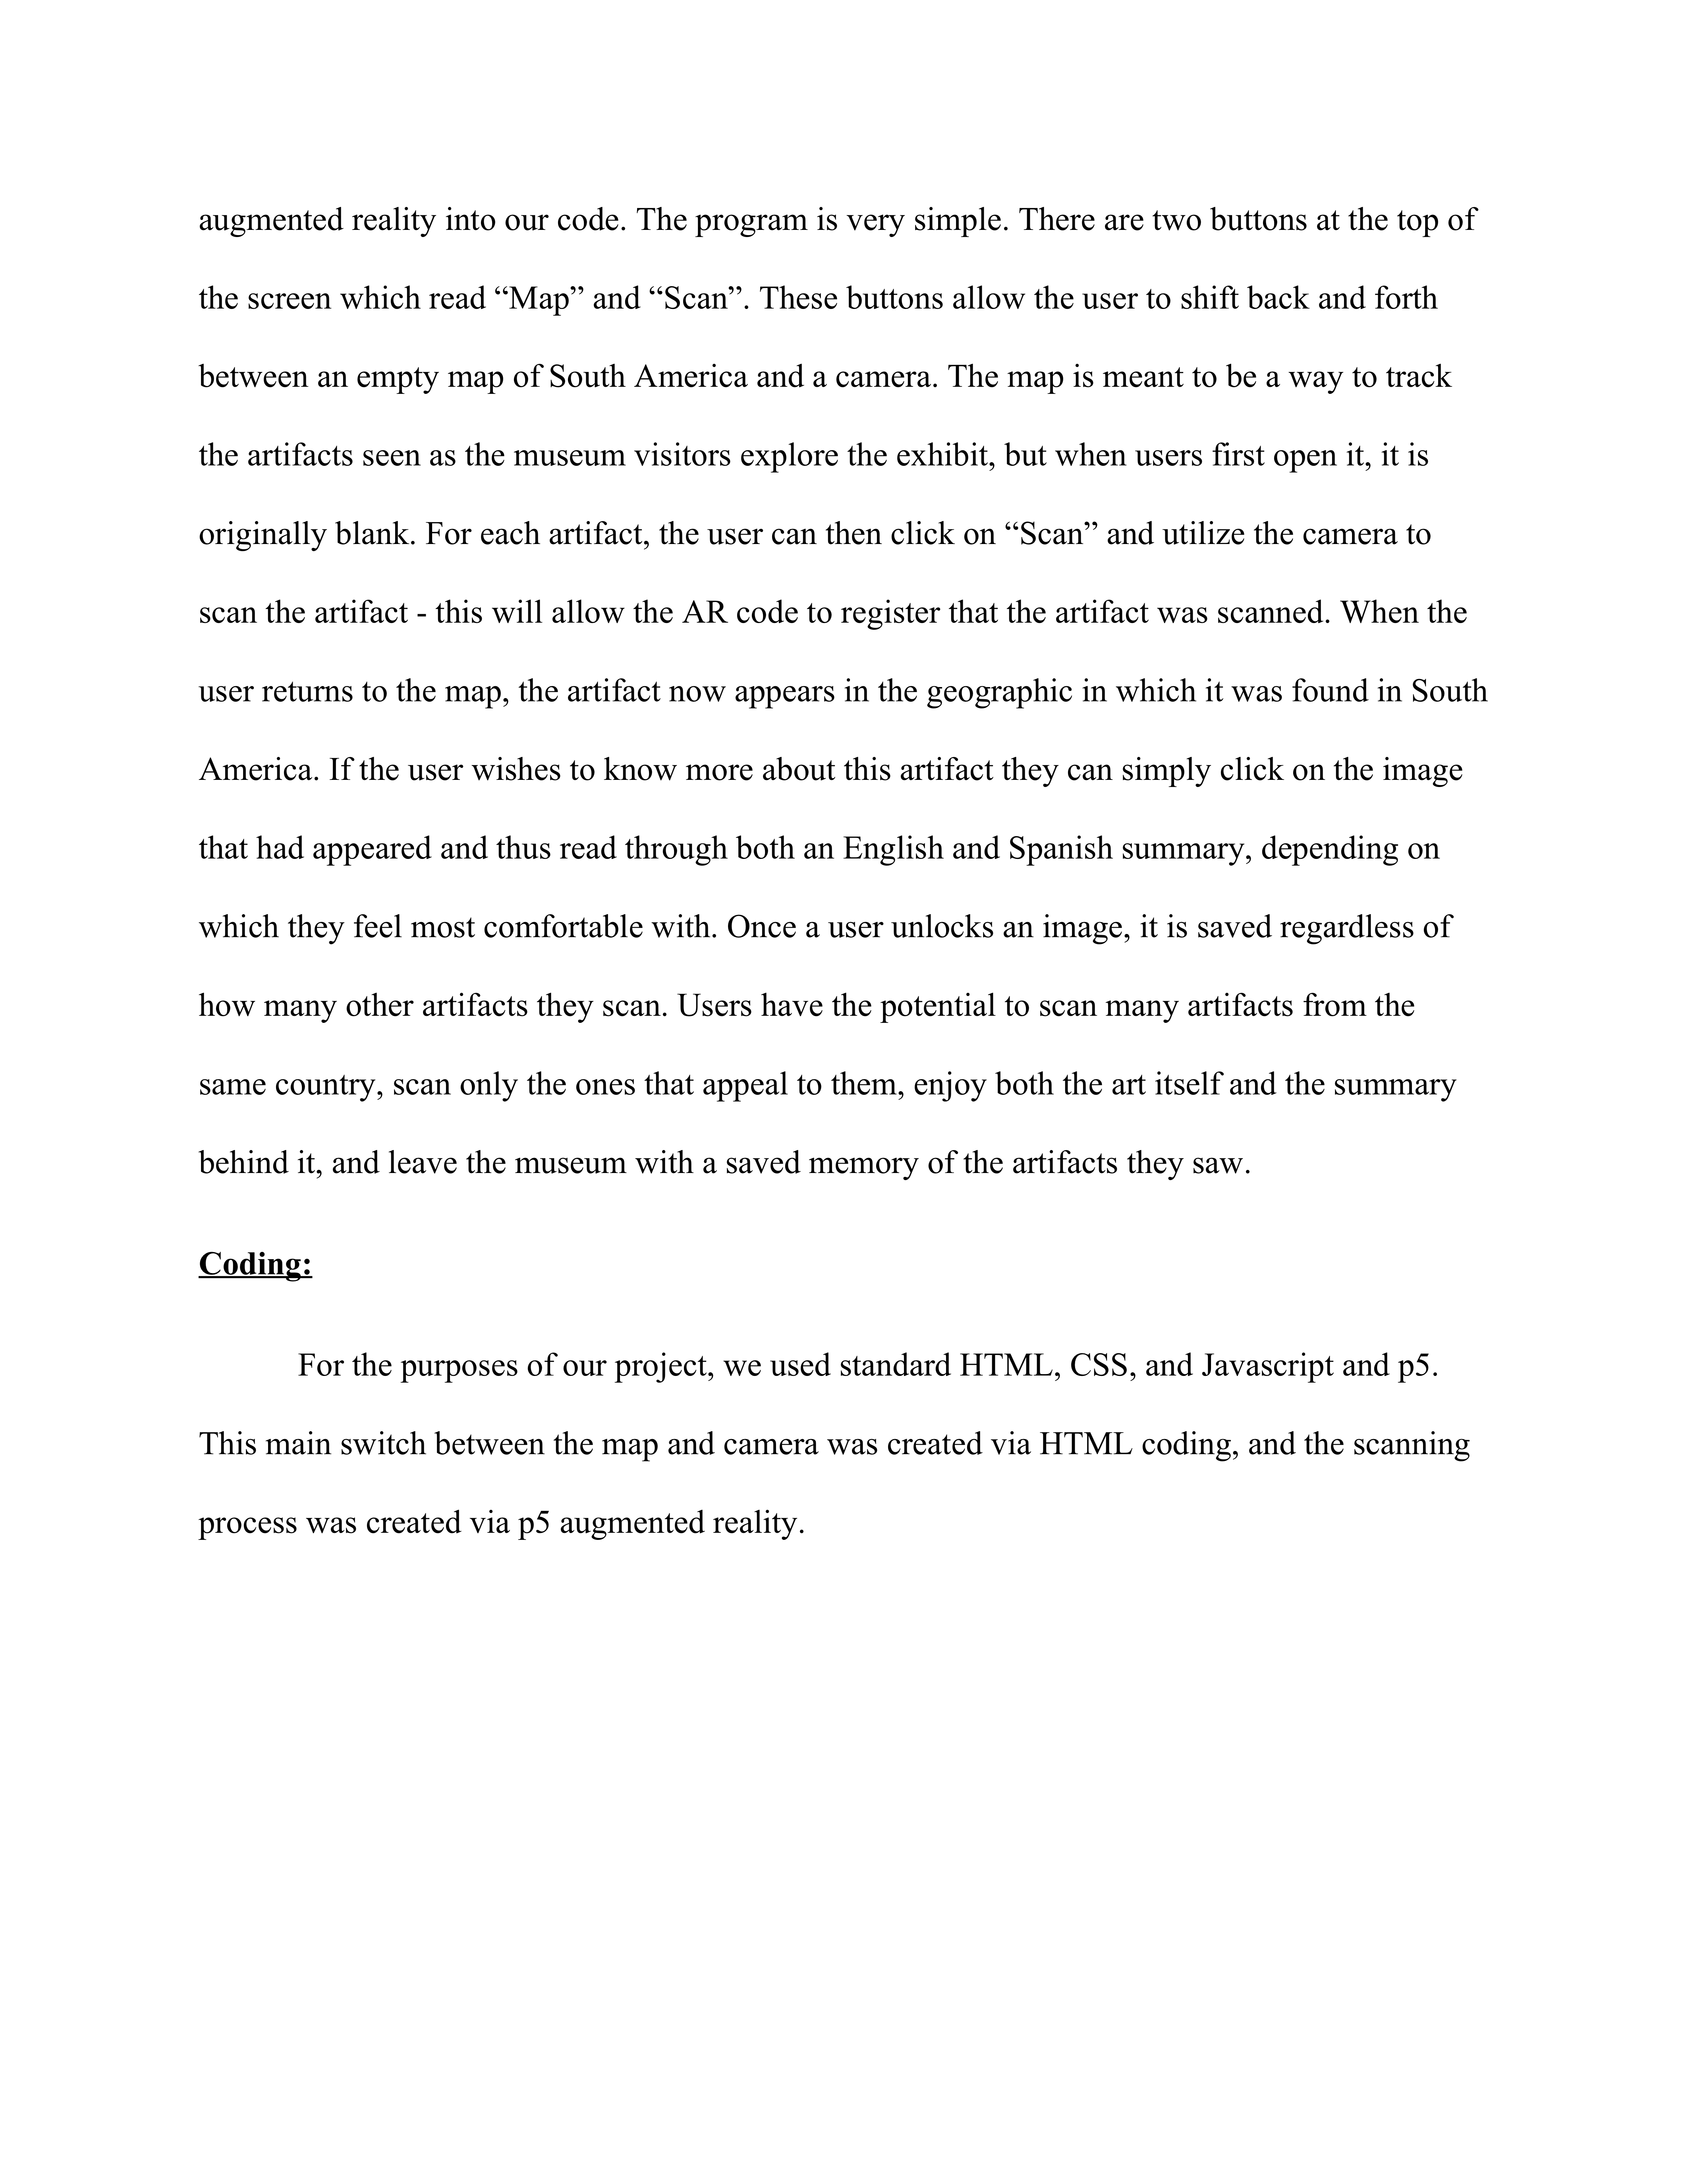 augmented reality into our code. The program is very simple. There are two buttons at the top of
the screen which read “Map” and “Scan”. These buttons allow the user to shift back and forth
between an empty map of South America and a camera. The map is meant to be a way to track
the artifacts seen as the museum visitors explore the exhibit, but when users first open it, it is
originally blank. For each artifact, the user can then click on “Scan” and utilize the camera to
scan the artifact - this will allow the AR code to register that the artifact was scanned. When the
user returns to the map, the artifact now appears in the geographic in which it was found in South
America. If the user wishes to know more about this artifact they can simply click on the image
that had appeared and thus read through both an English and Spanish summary, depending on
which they feel most comfortable with. Once a user unlocks an image, it is saved regardless of
how many other artifacts they scan. Users have the potential to scan many artifacts from the
same country, scan only the ones that appeal to them, enjoy both the art itself and the summary
behind it, and leave the museum with a saved memory of the artifacts they saw.
Coding:
For the purposes of our project, we used standard HTML, CSS, and Javascript and p5.
This main switch between the map and camera was created via HTML coding, and the scanning
process was created via p5 augmented reality.